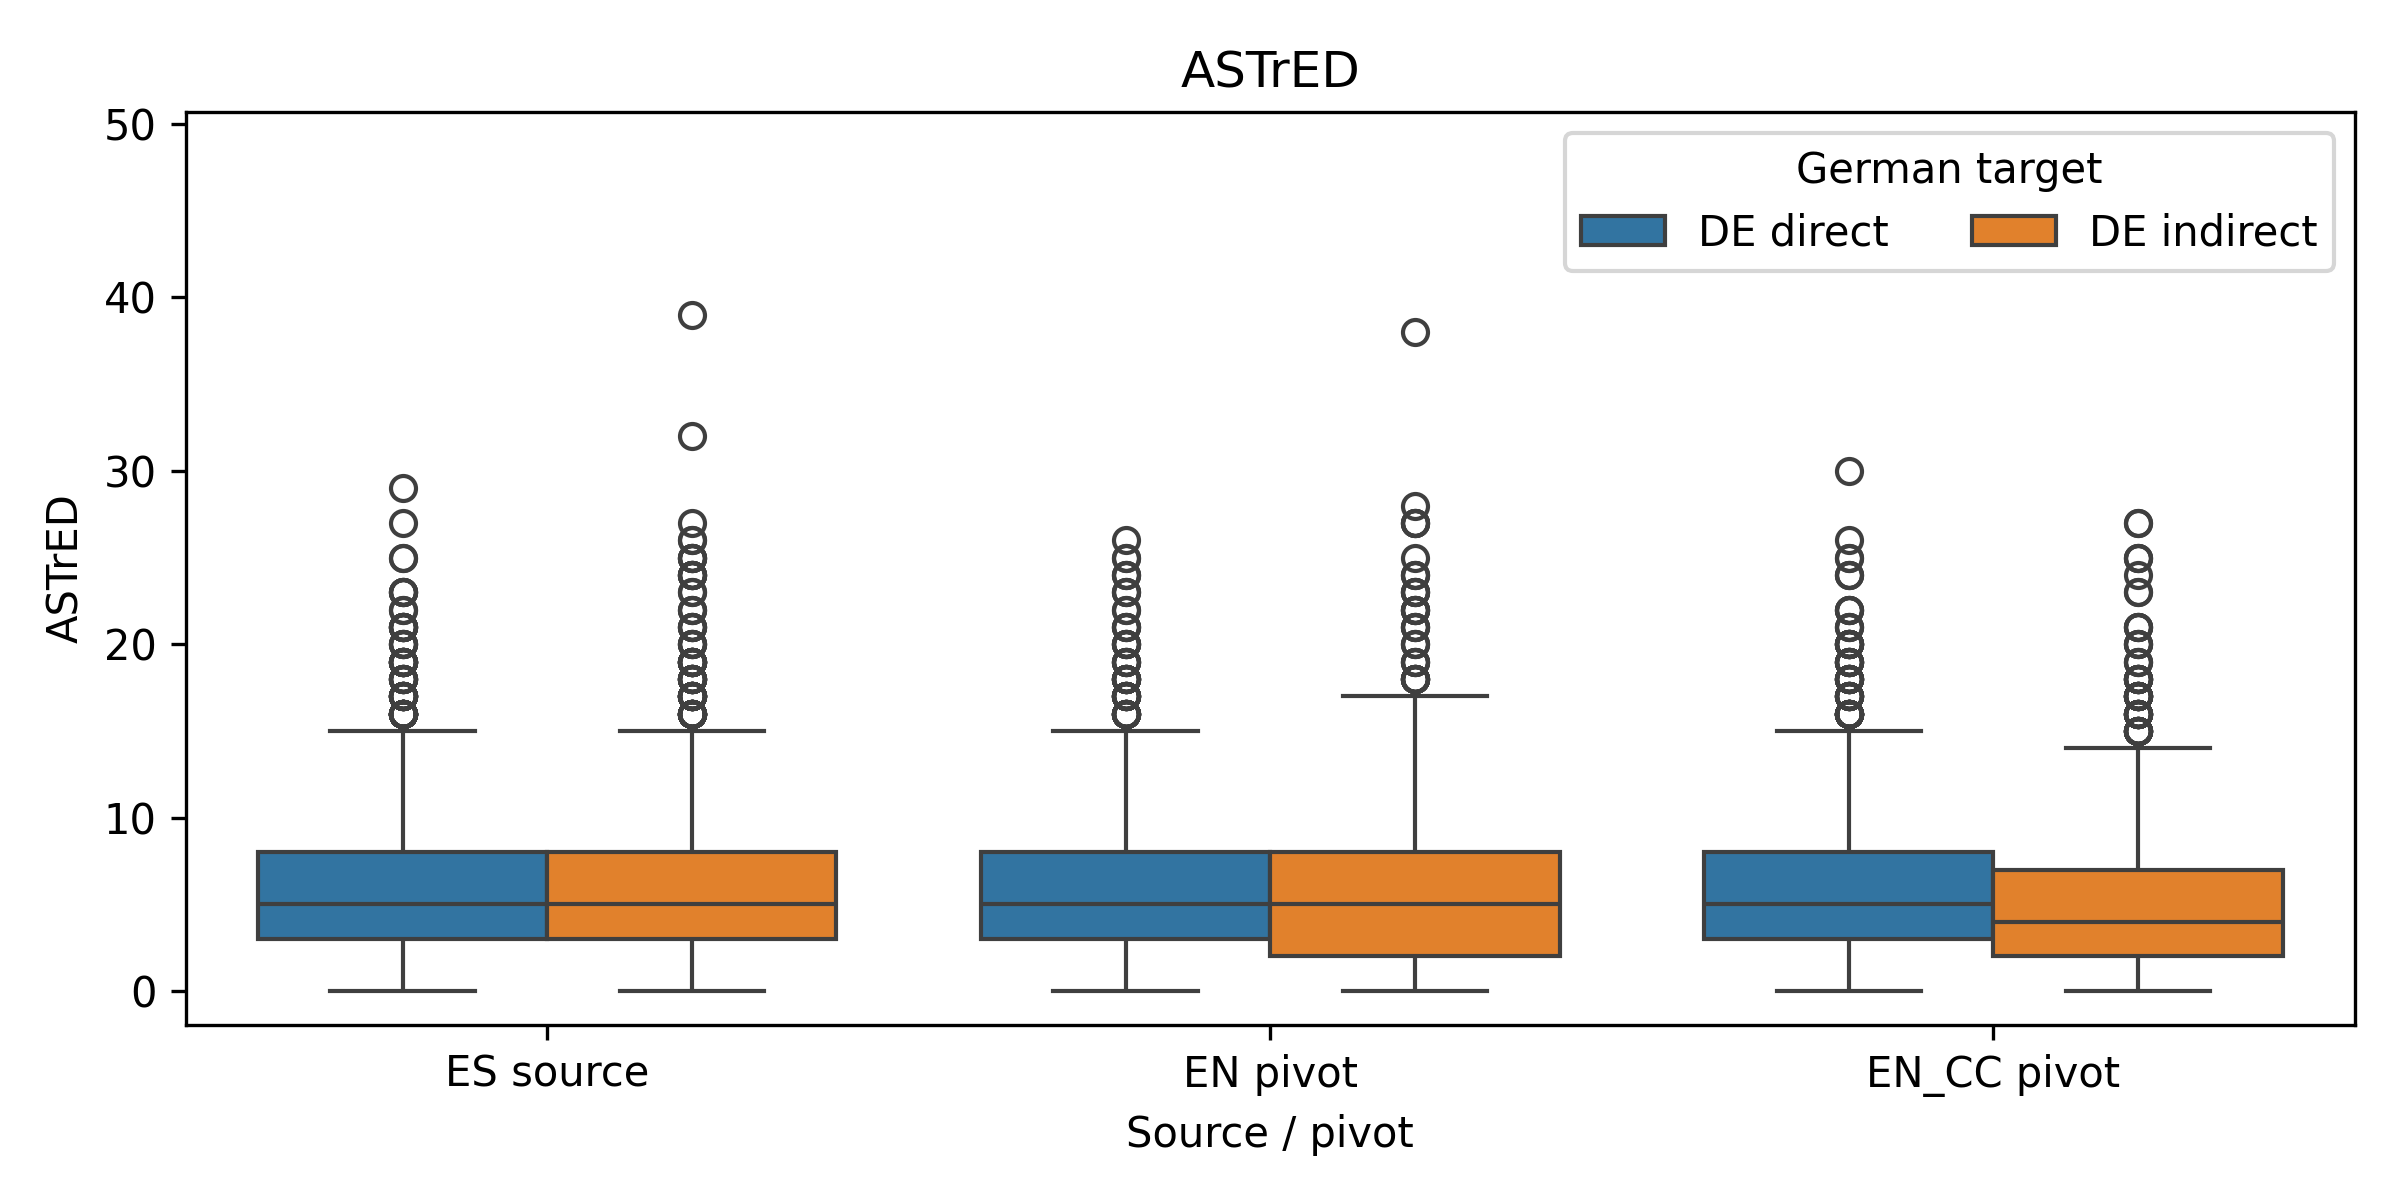 ASTrED
50
40
30
20
10
0
ASTrED
German target
DE direct
DE indirect
ES source
EN pivot
EN_CC pivot
Source / pivot